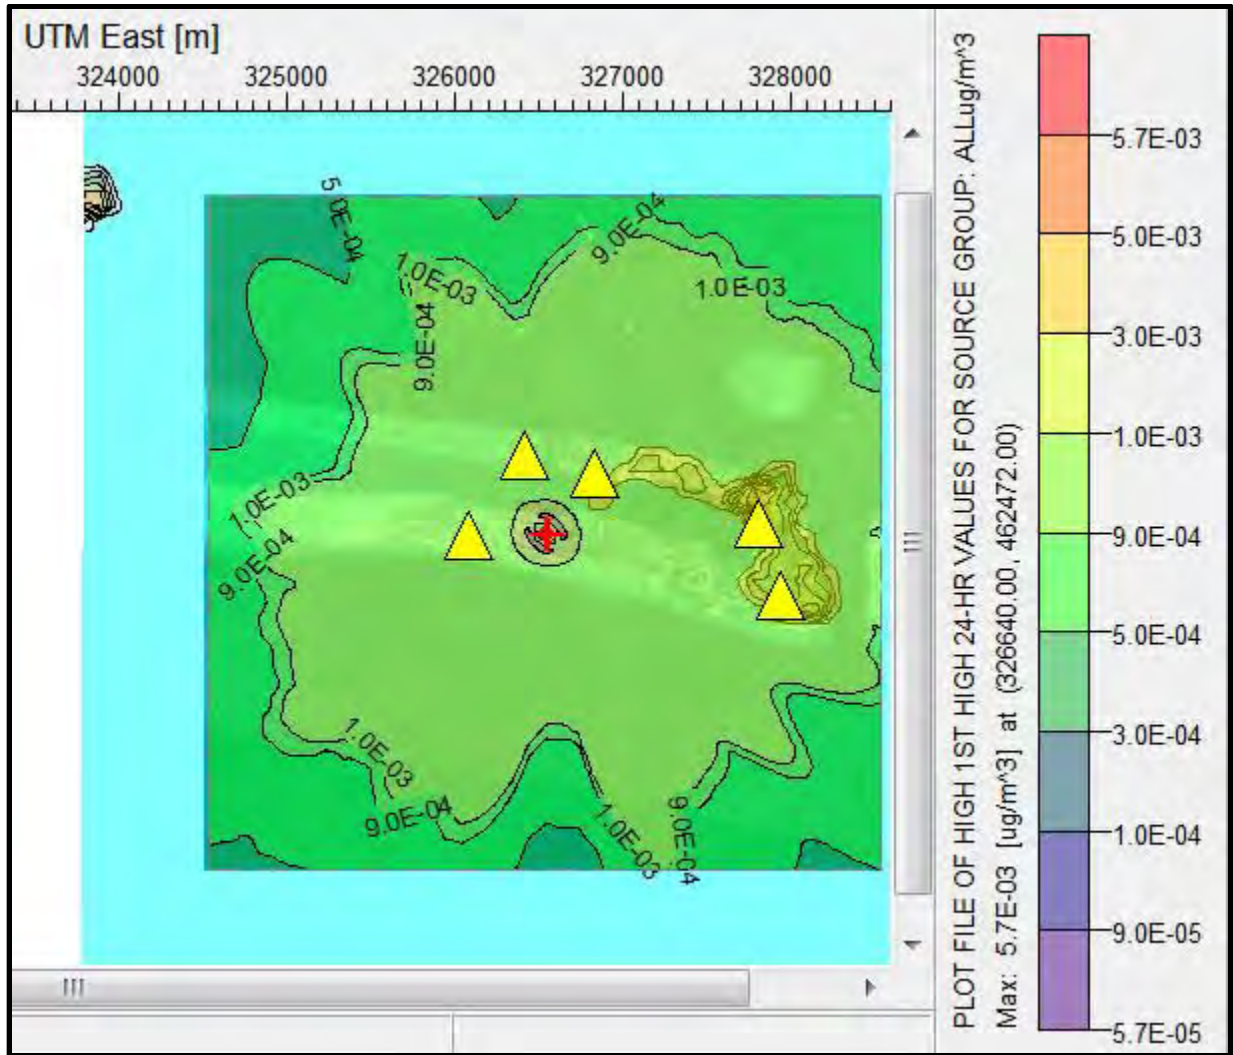 UTM East [m]
324000 325000 326000 327000 328000
5.0E-04
9.0E-04
1.0E-03
1.0E-03
9.0E-04
1.0E-03
9.0E-04
1.0E-03
9.0E-04
1.0E-03
9.0E-04
PLOT FILE OF HIGH 1ST HIGH 24-HR VALUES FOR SOURCE GROUP: ALLug/m^3
Max: 5.7E-03 [ug/m^3] at (326640.00, 462472.00)
5.7E-03
5.0E-03
3.0E-03
1.0E-03
9.0E-04
5.0E-04
3.0E-04
1.0E-04
9.0E-05
5.7E-05